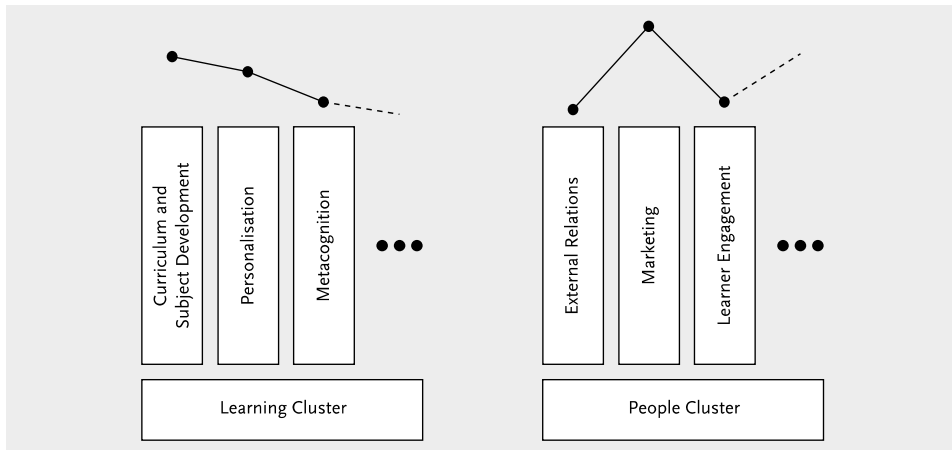 Curriculum and
Subject Development
Personalisation
Metacognition
External Relations
Marketing
Learner Engagement
Learning Cluster
People Cluster